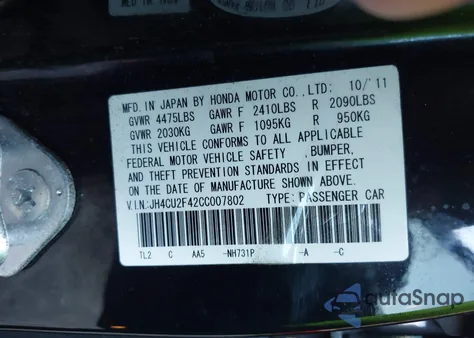 MFD. IN JAPAN BY HONDA MOTOR CO., LTD: 10/'11
GVWR 4475LBS GAWR F 2410LBS R 2090LBS
GVWR 2030KG GAWR F 1095KG R 950KG
THIS VEHICLE CONFORMS TO ALL APPLICABLE
FEDERAL MOTOR VEHICLE SAFETY ,BUMPER,
AND THEFT PREVENTION STANDARDS IN EFFECT
ON THE DATE OF MANUFACTURE SHOWN ABOVE.
V.I.N:JH4CU2F42CC007802 TYPE: PASSENGER CAR
TL2 C AA5 -NH731P -A -C
autoSnap